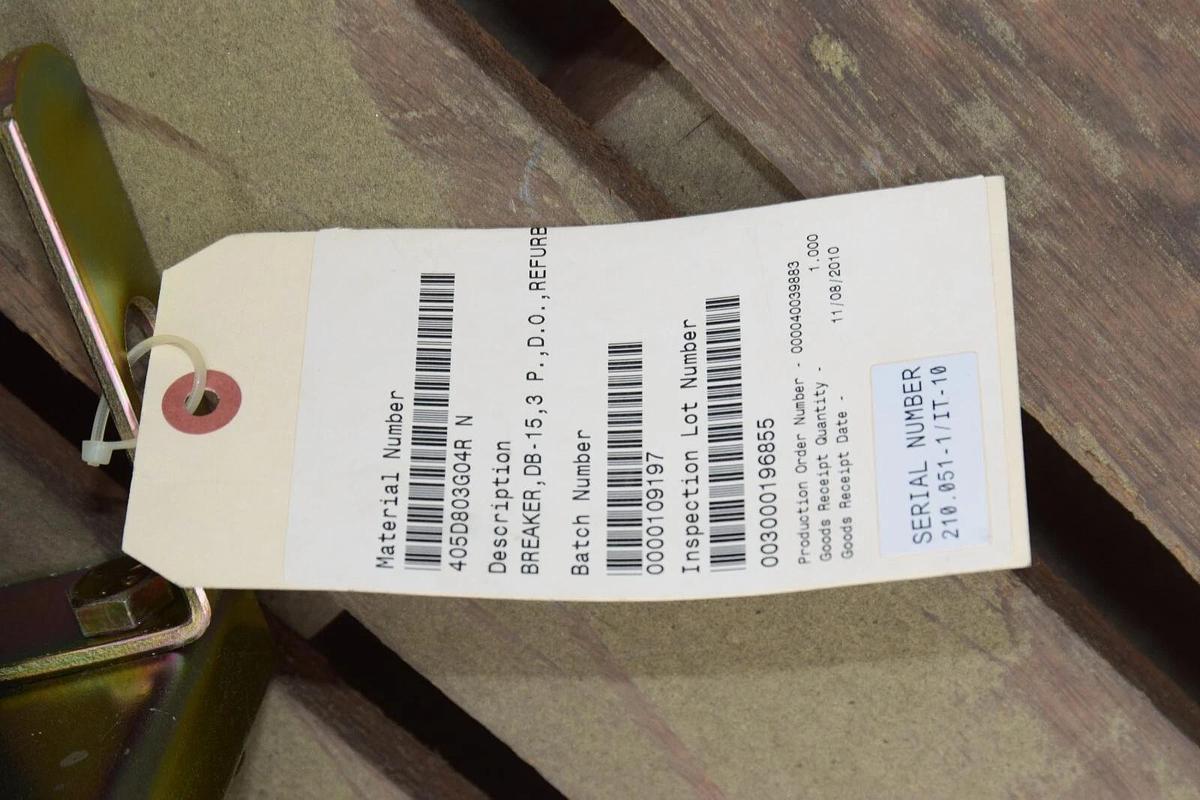 Material Number
405D803G04R N
Description
BREAKER,DB-15,3 P.,D.O.,REFURB
Batch Number
0000109197
Inspection Lot Number
003000196855
Production Order Number - 000040039883
Goods Receipt Quantity - 1.000
Goods Receipt Date - 11/08/2010
SERIAL NUMBER
210.051-1/IT-10